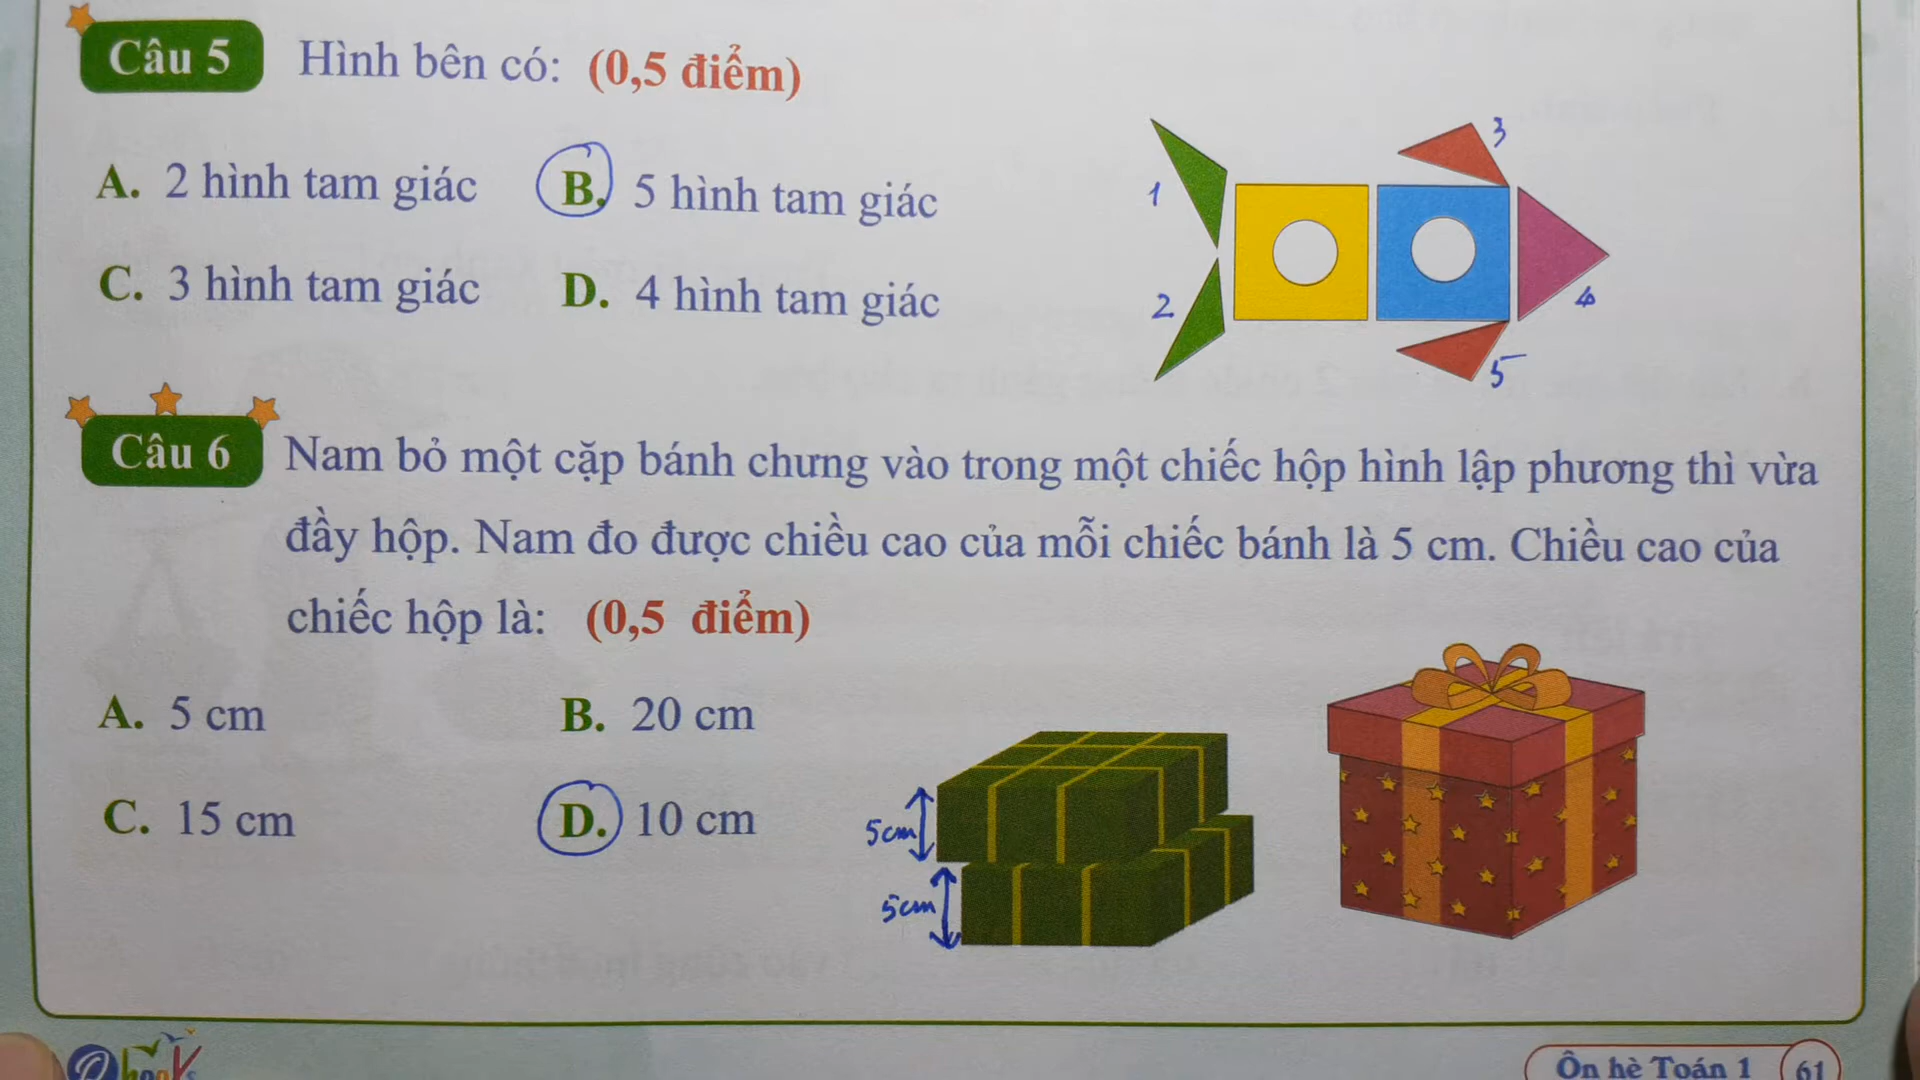 Câu 5 Hình bên có: (0,5 điểm)
A. 2 hình tam giác B. 5 hình tam giác
C. 3 hình tam giác D. 4 hình tam giác
1
2
3
4
5
Câu 6 Nam bỏ một cặp bánh chưng vào trong một chiếc hộp hình lập phương thì vừa
đầy hộp. Nam đo được chiều cao của mỗi chiếc bánh là 5 cm. Chiều cao của
chiếc hộp là: (0,5 điểm)
A. 5 cm B. 20 cm
C. 15 cm D. 10 cm
5cm
5cm
Ôn hè Toán 1 61